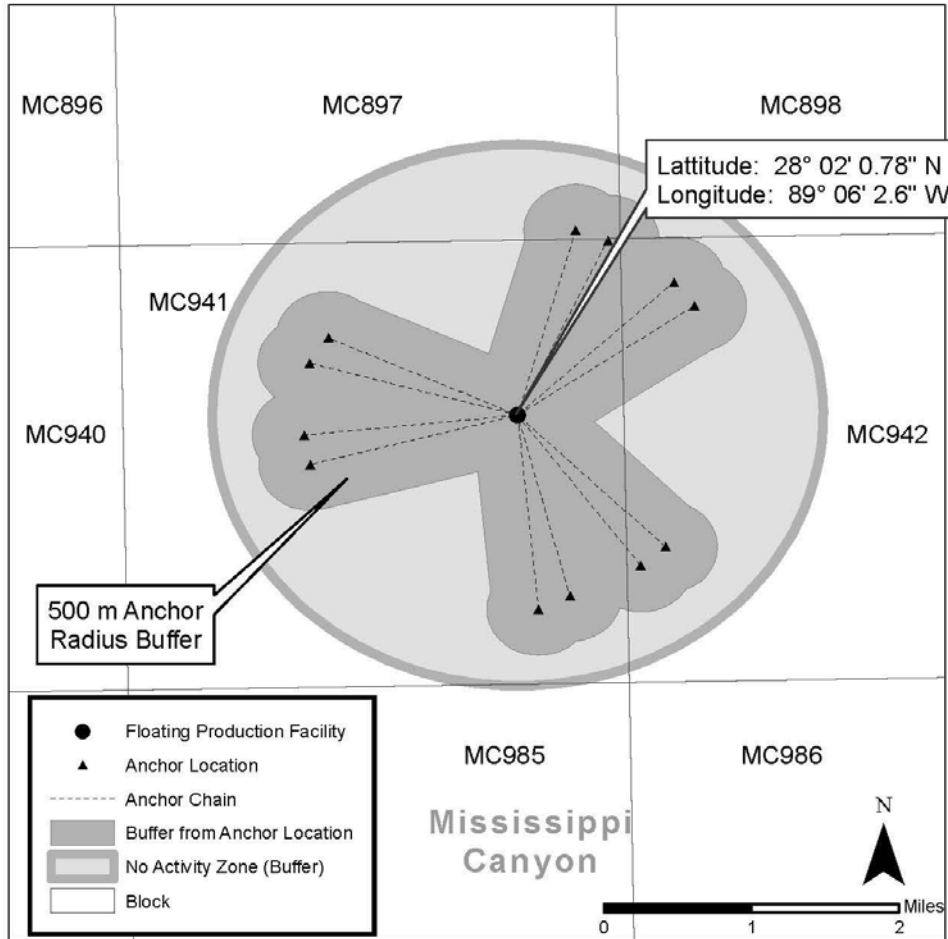 MC896
MC897
MC898
Lattitude: 28° 02' 0.78" N
Longitude: 89° 06' 2.6" W
MC941
MC940
MC942
500 m Anchor
Radius Buffer
Floating Production Facility
Anchor Location
Anchor Chain
Buffer from Anchor Location
No Activity Zone (Buffer)
Block
MC985
MC986
Mississippi
Canyon
N
Miles
0 1 2